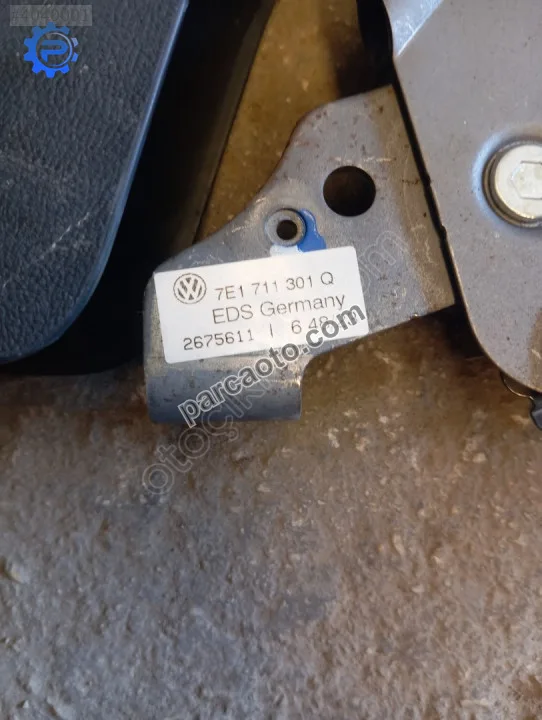 7E1 711 301 Q
EDS Germany
2675611 I 6 48
parcaoto.com